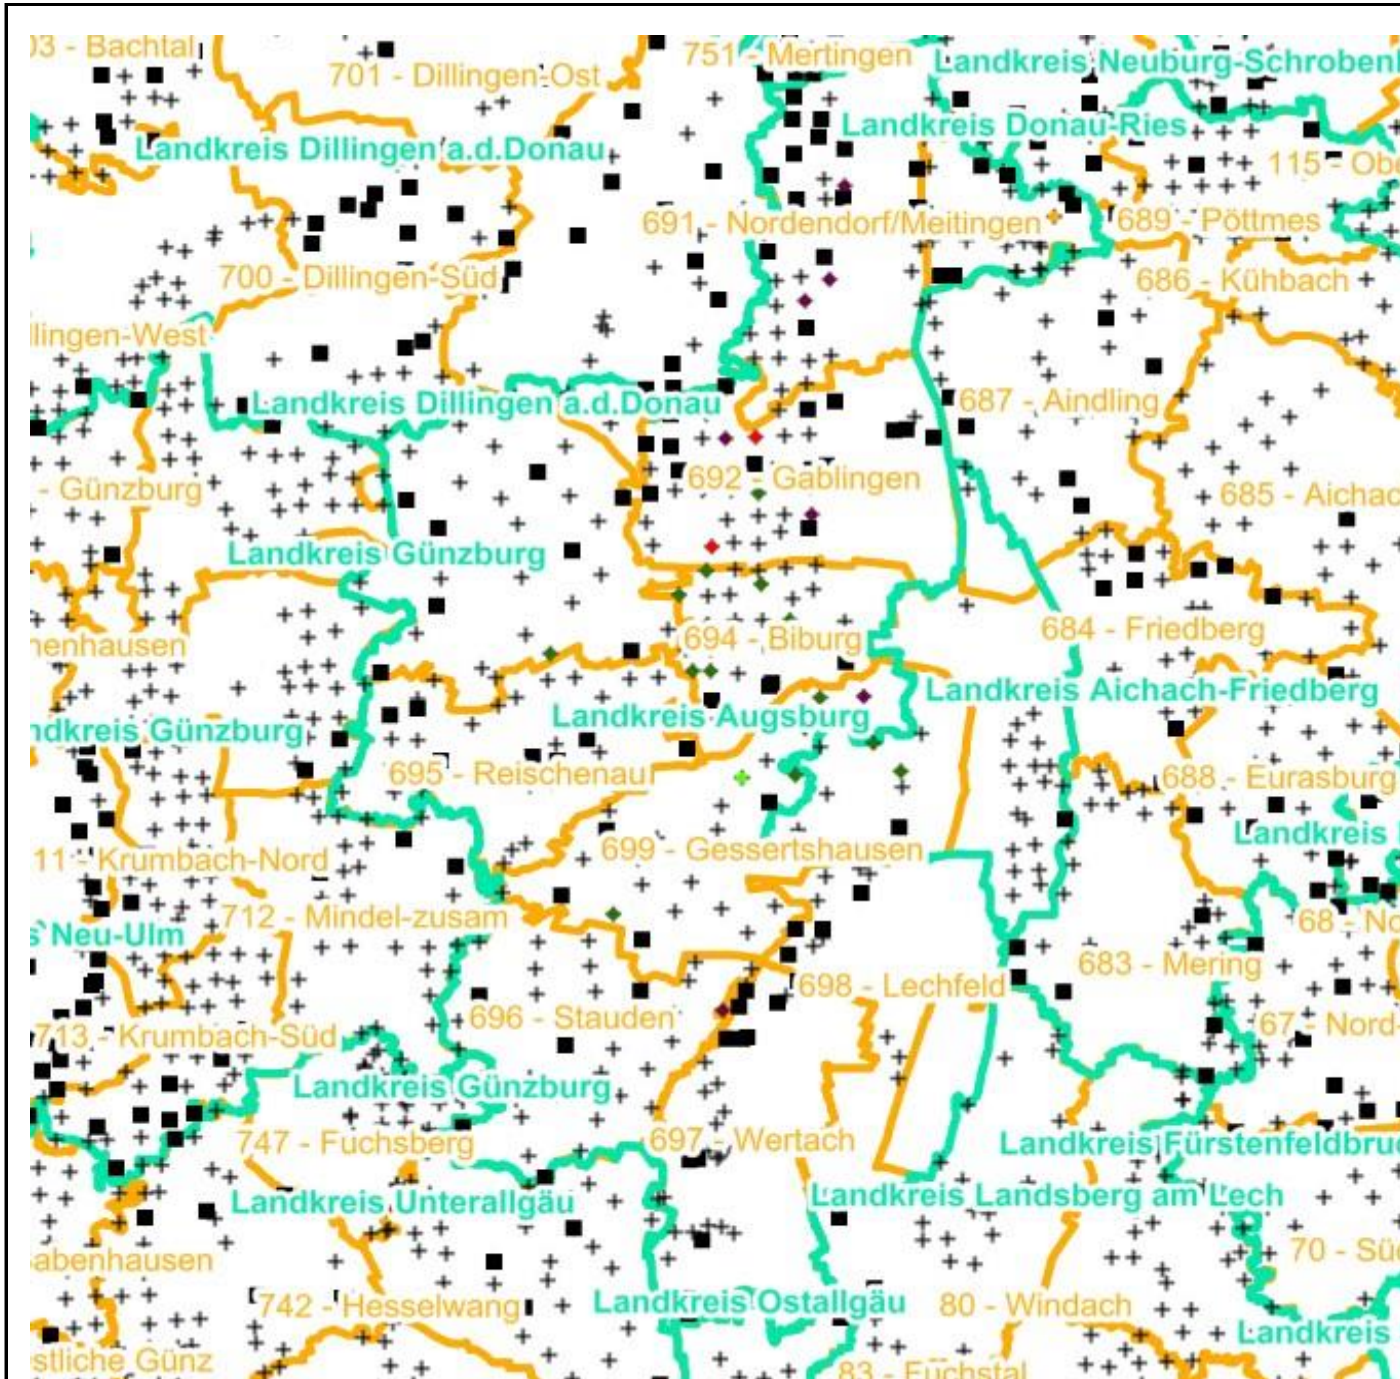 03 - Bachtal
751 - Mertingen
Landkreis Neuburg-Schroben
701 - Dillingen-Ost
Landkreis Donau-Ries
Landkreis Dillingen a.d.Donau
115 - Obe
691 - Nordendorf/Meitingen
689 - Pöttmes
700 - Dillingen-Süd
686 - Kühbach
llingen-West
Landkreis Dillingen a.d.Donau
687 - Aindling
692 - Gablingen
- Günzburg
685 - Aichac
Landkreis Günzburg
694 - Biburg
684 - Friedberg
nenhausen
Landkreis Aichach-Friedberg
Landkreis Augsburg
ndkreis Günzburg
695 - Reischenau
688 - Eurasburg
Landkreis
699 - Gessertshausen
11 - Krumbach-Nord
712 - Mindel-zusam
68 - No
s Neu-Ulm
683 - Mering
698 - Lechfeld
696 - Stauden
67 - Nord
713 - Krumbach-Süd
Landkreis Günzburg
747 - Fuchsberg
697 - Wertach
Landkreis Fürstenfeldbru
Landkreis Unterallgäu
Landkreis Landsberg am Lech
70 - Sü
abenhausen
742 - Hesselwang
Landkreis Ostallgäu
80 - Windach
Landkreis
stliche Günz
83 - Fuchstal